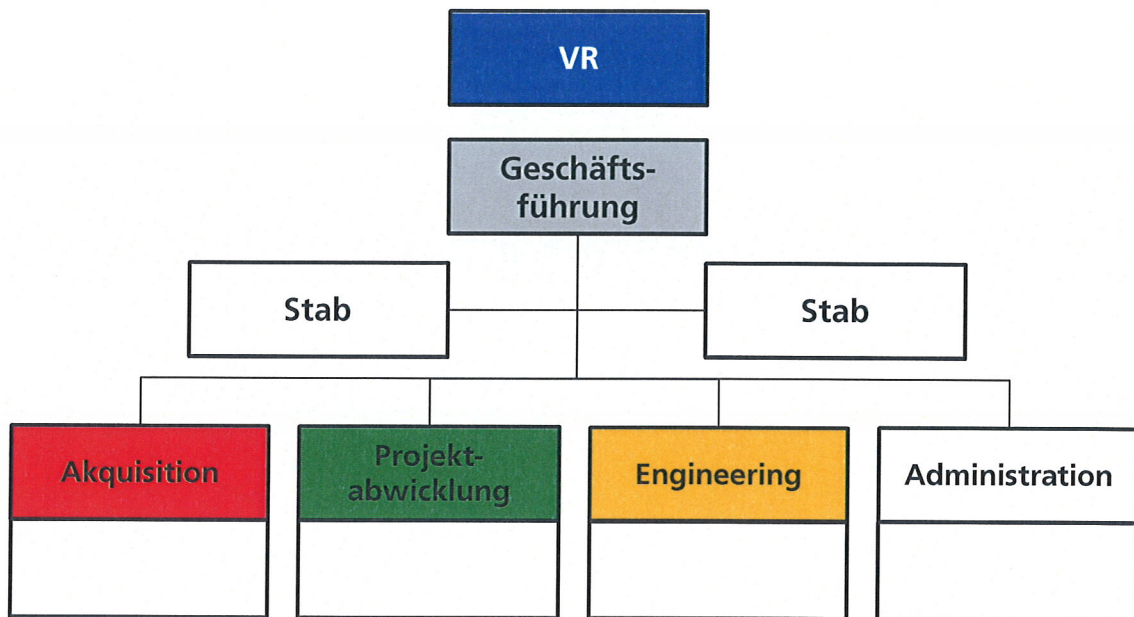 VR
Geschäfts-
führung
Stab
Stab
Akquisition
Projekt-
abwicklung
Engineering
Administration